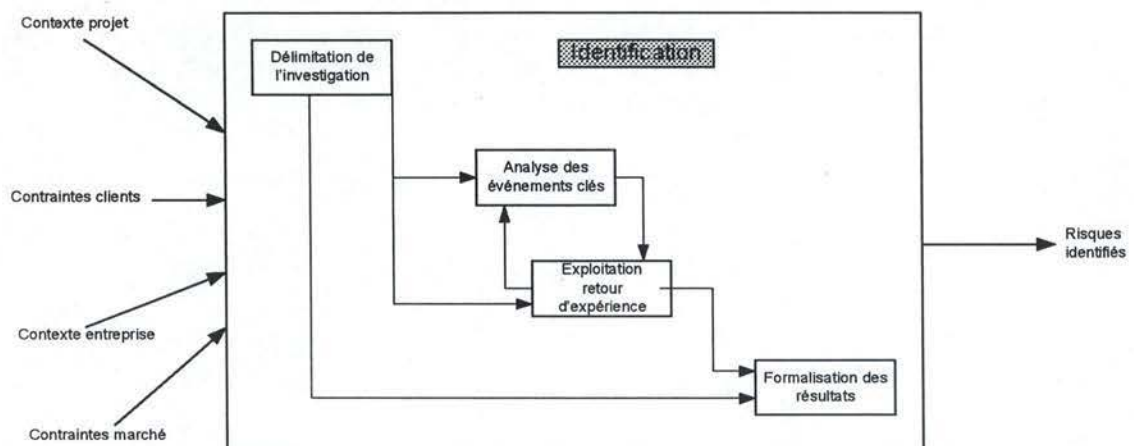 Contexte projet
Identification
Délimitation de
l'investigation
Analyse des
événements clés
Contraintes clients
Risques
identifiés
Exploitation
retour
d'expérience
Contexte entreprise
Formalisation des
résultats
Contraintes marché